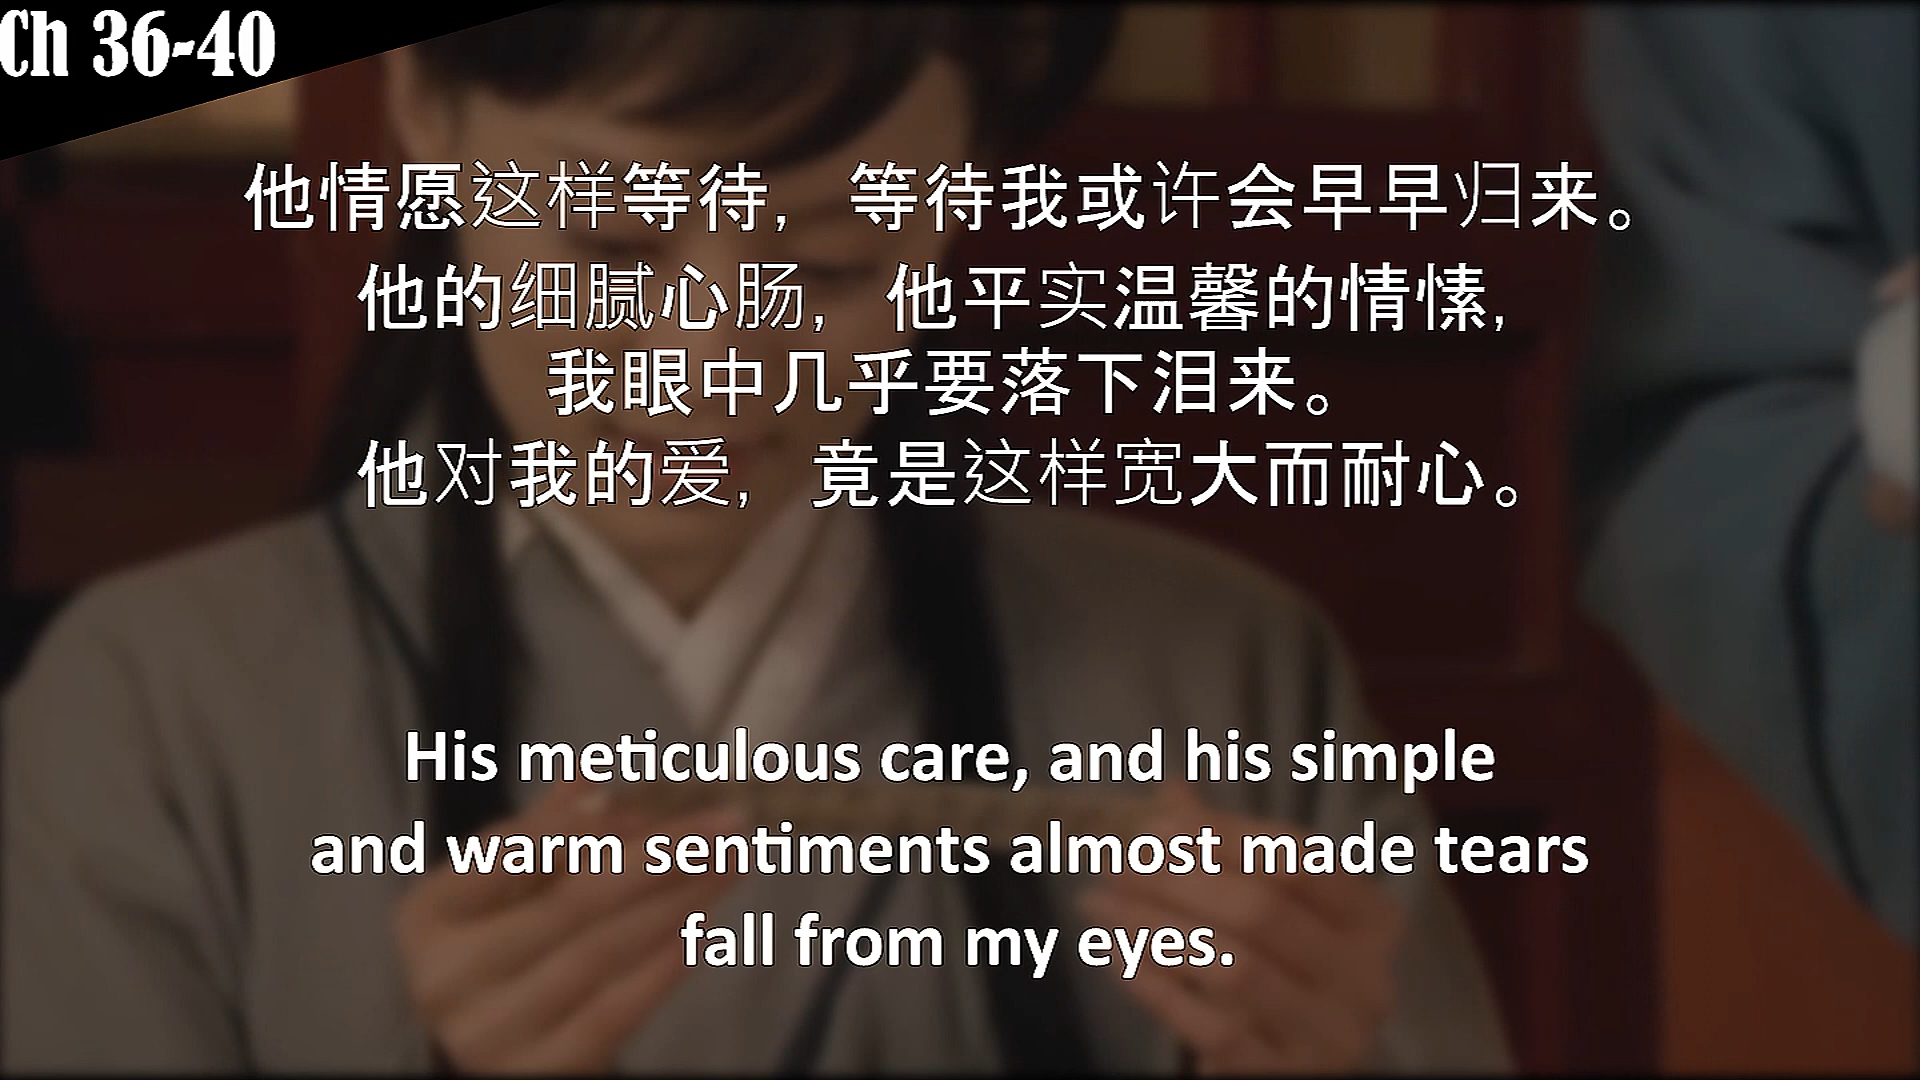 Ch 36-40
他情愿这样等待，等待我或许会早早归来。
他的细腻心肠，他平实温馨的情愫，
我眼中几乎要落下泪来。
他对我的爱，竟是这样宽大而耐心。
His meticulous care, and his simple
and warm sentiments almost made tears
fall from my eyes.